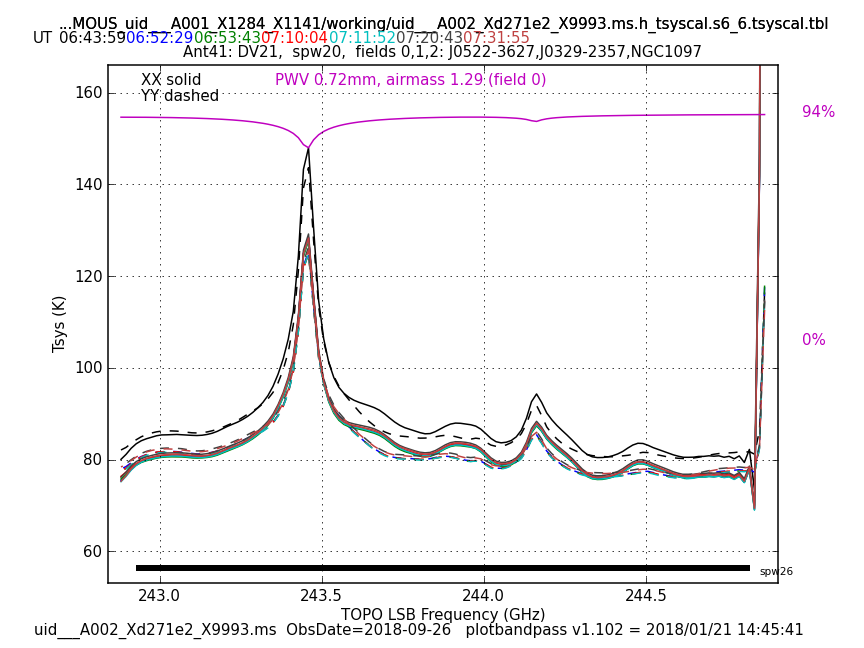 ...MOUS_uid___A001_X1284_X1141/working/uid___A002_Xd271e2_X9993.ms.h_tsyscal.s6_6.tsyscal.tbl
UT 06:43:59 06:52:29 06:53:43 07:10:04 07:11:52 07:20:43 07:31:55
Ant41: DV21,  spw20,  fields 0,1,2: J0522-3627,J0329-2357,NGC1097
XX solid
YY dashed
PWV 0.72mm, airmass 1.29 (field 0)
94%
0%
160
140
120
100
80
60
Tsys (K)
spw26
243.0 243.5 244.0 244.5
TOPO LSB Frequency (GHz)
uid___A002_Xd271e2_X9993.ms  ObsDate=2018-09-26   plotbandpass v1.102 = 2018/01/21 14:45:41